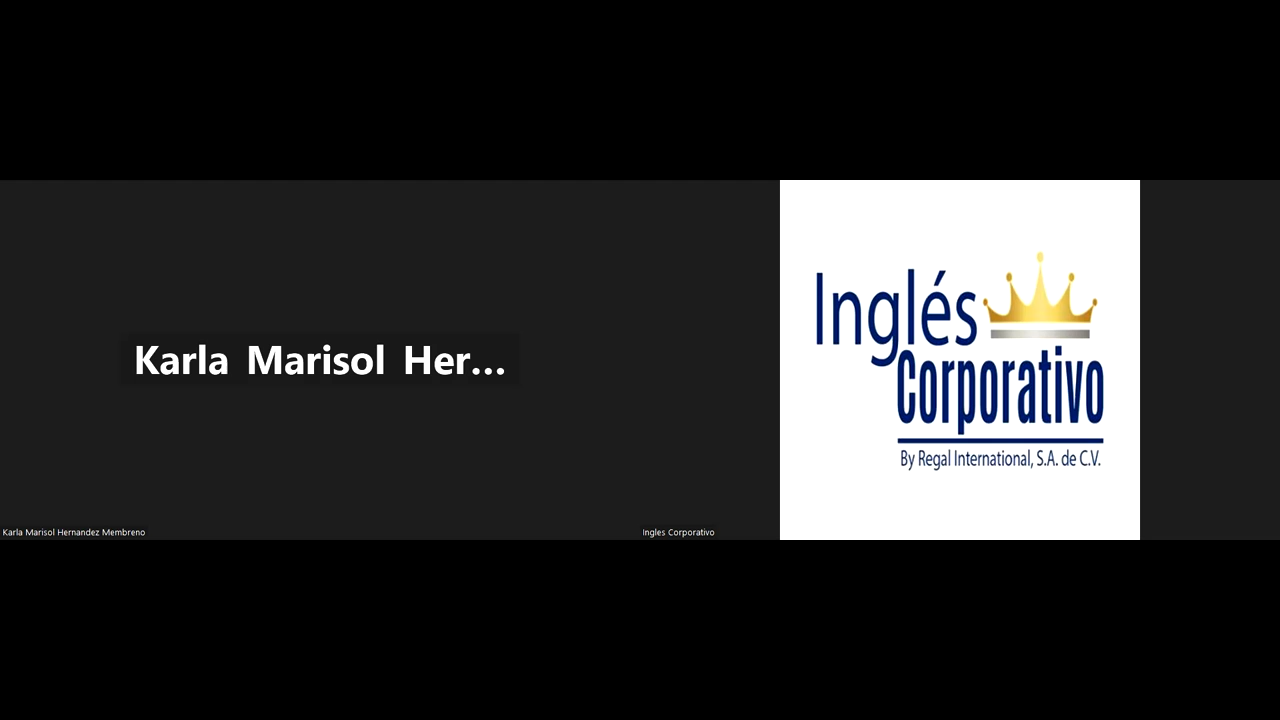 Karla Marisol Her...
Inglés
Corporativo
By Regal International, S.A. de C.V.
Karla Marisol Hernandez Membreno
Ingles Corporativo